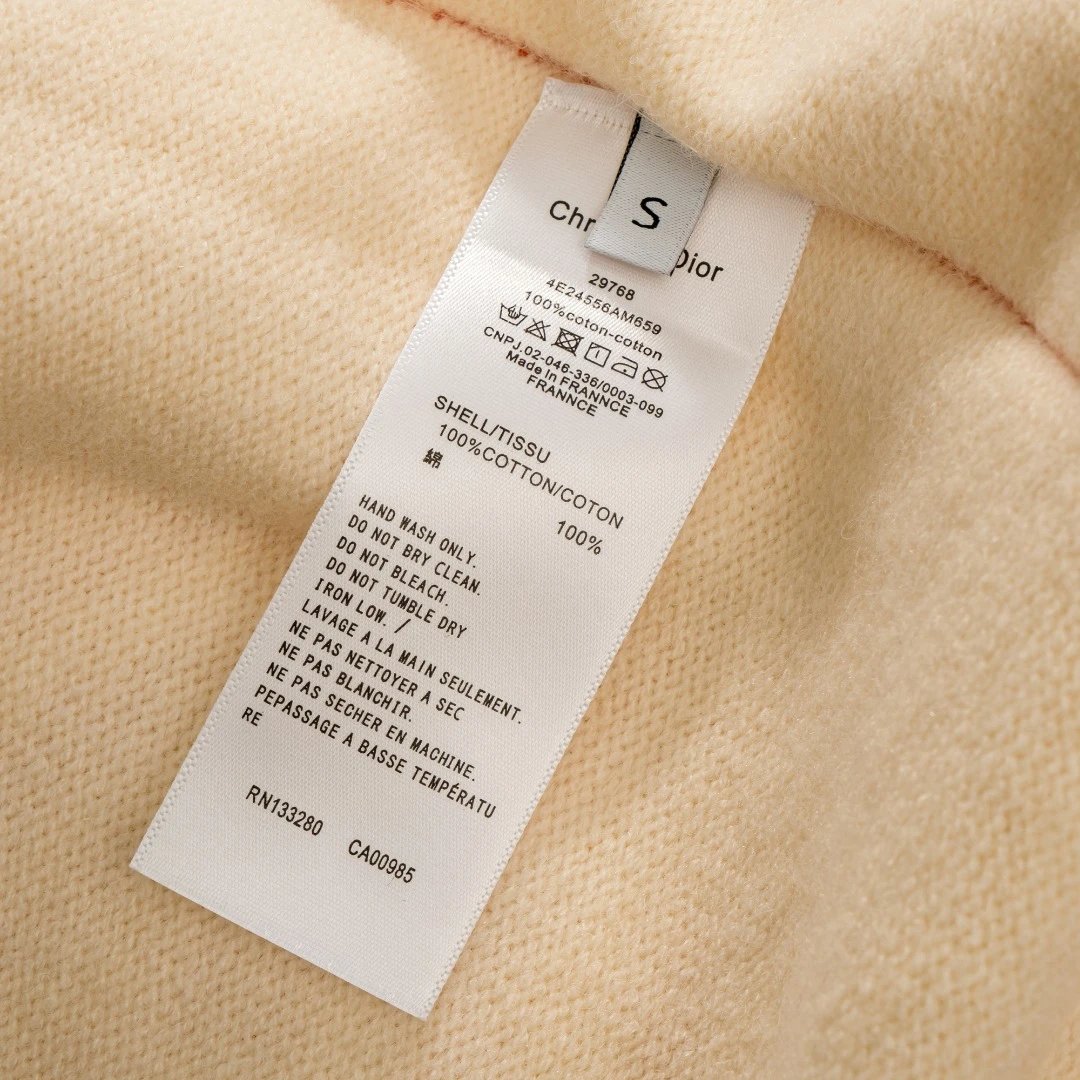 S
Chr Dior
29768
4E24556AM659
100%coton-cotton
CNPJ.02-046-336/0003-099
Made in FRANNCE
FRANNCE
SHELL/TISSU
100%COTTON/COTON
綿 100%
HAND WASH ONLY.
DO NOT BRY CLEAN.
DO NOT BLEACH.
DO NOT TUMBLE DRY
IRON LOW. /
LAVAGE A LA MAIN SEULEMENT.
NE PAS NETTOYER A SEC
NE PAS BLANCHIR.
NE PAS SECHER EN MACHINE.
PEPASSAGE A BASSE TEMPÉRATU
RE
RN133280 CA00985